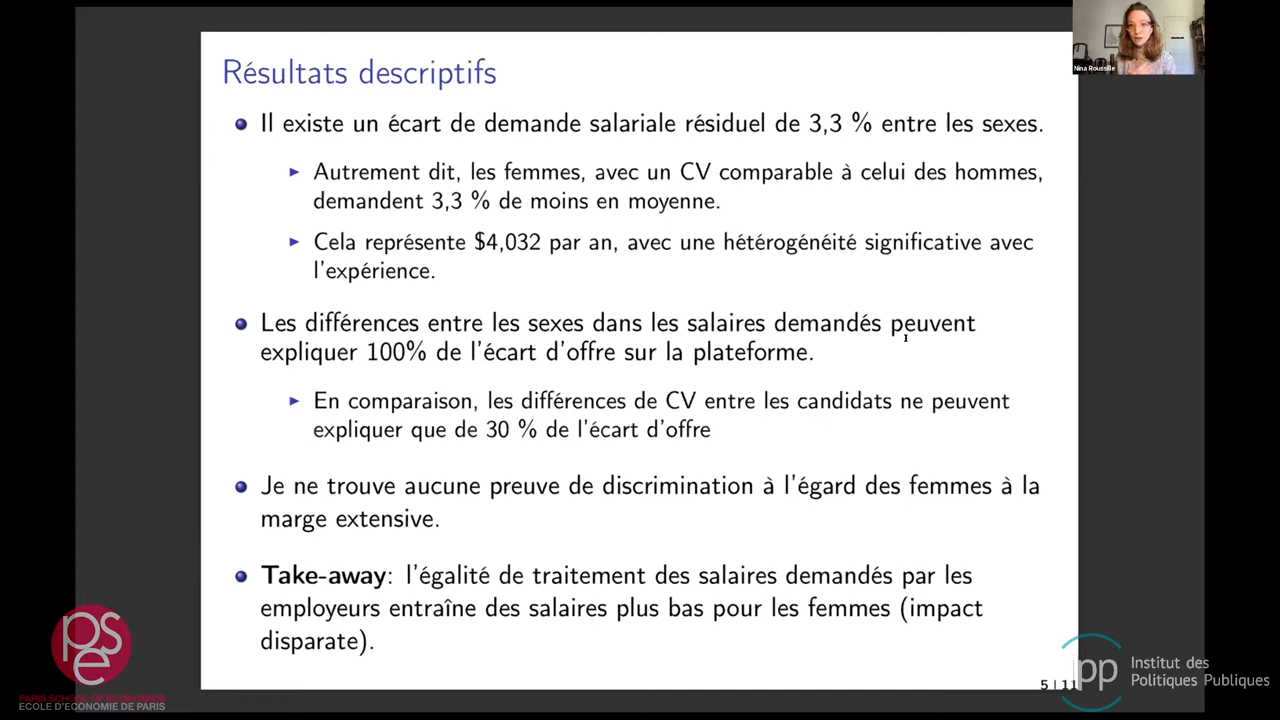 Nina Roussille
Résultats descriptifs
Il existe un écart de demande salariale résiduel de 3,3 % entre les sexes.
Autrement dit, les femmes, avec un CV comparable à celui des hommes,
demandent 3,3 % de moins en moyenne.
Cela représente $4,032 par an, avec une hétérogénéité significative avec
l'expérience.
Les différences entre les sexes dans les salaires demandés peuvent
expliquer 100% de l'écart d'offre sur la plateforme.
En comparaison, les différences de CV entre les candidats ne peuvent
expliquer que de 30 % de l'écart d'offre
Je ne trouve aucune preuve de discrimination à l'égard des femmes à la
marge extensive.
Take-away: l'égalité de traitement des salaires demandés par les
employeurs entraîne des salaires plus bas pour les femmes (impact
disparate).
5 | 11
pse
PARIS SCHOOL OF ECONOMICS
ECOLE D'ECONOMIE DE PARIS
ipp
Institut des
Politiques Publiques